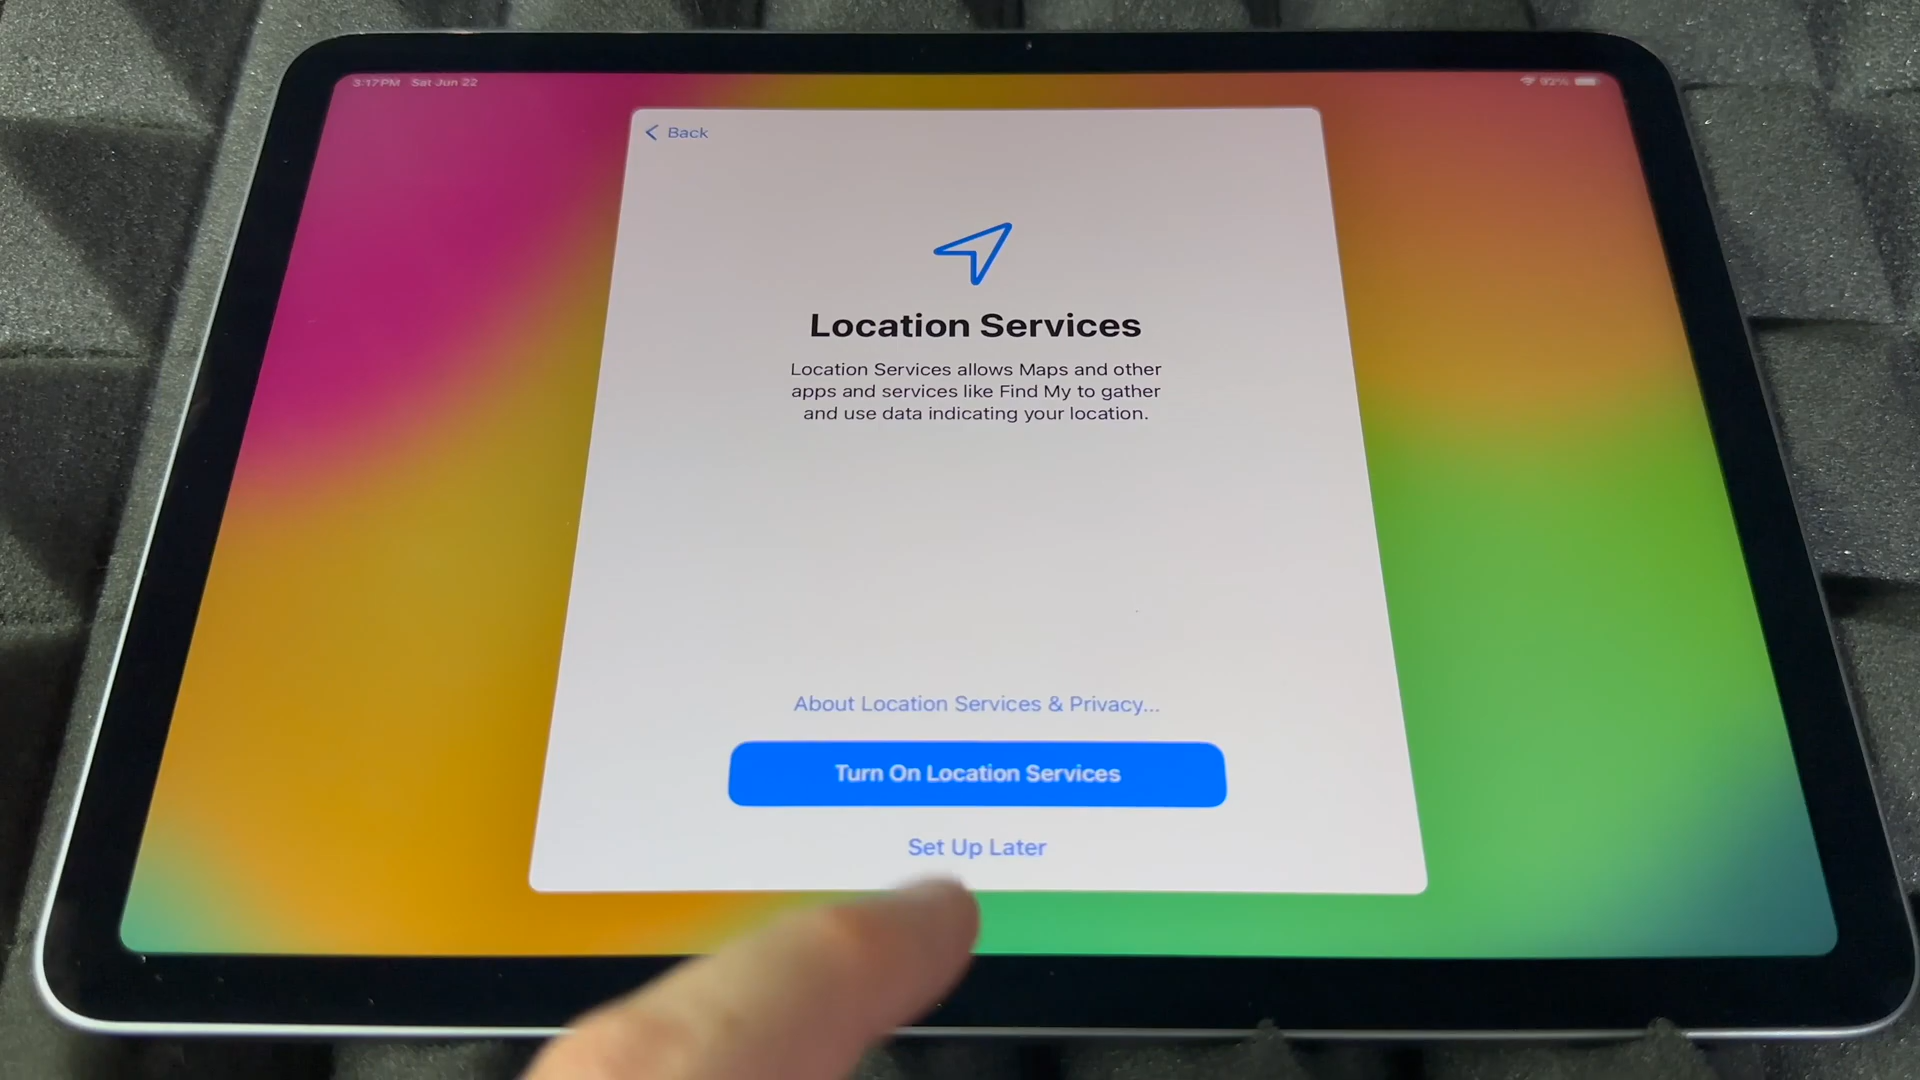 3:17 PM Sat Jun 22
92%
Back
Location Services
Location Services allows Maps and other
apps and services like Find My to gather
and use data indicating your location.
About Location Services & Privacy...
Turn On Location Services
Set Up Later